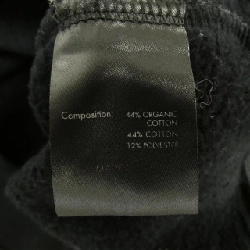 Composition: 44% ORGANIC
COTTON
44% COTTON
12% POLYESTER